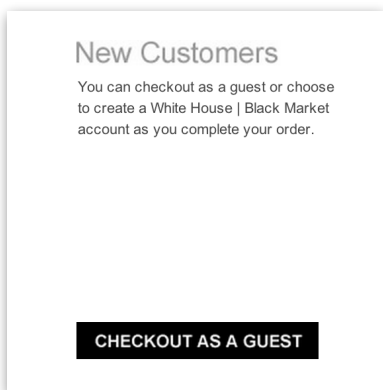 New Customers
You can checkout as a guest or choose
to create a White House | Black Market
account as you complete your order.
CHECKOUT AS A GUEST